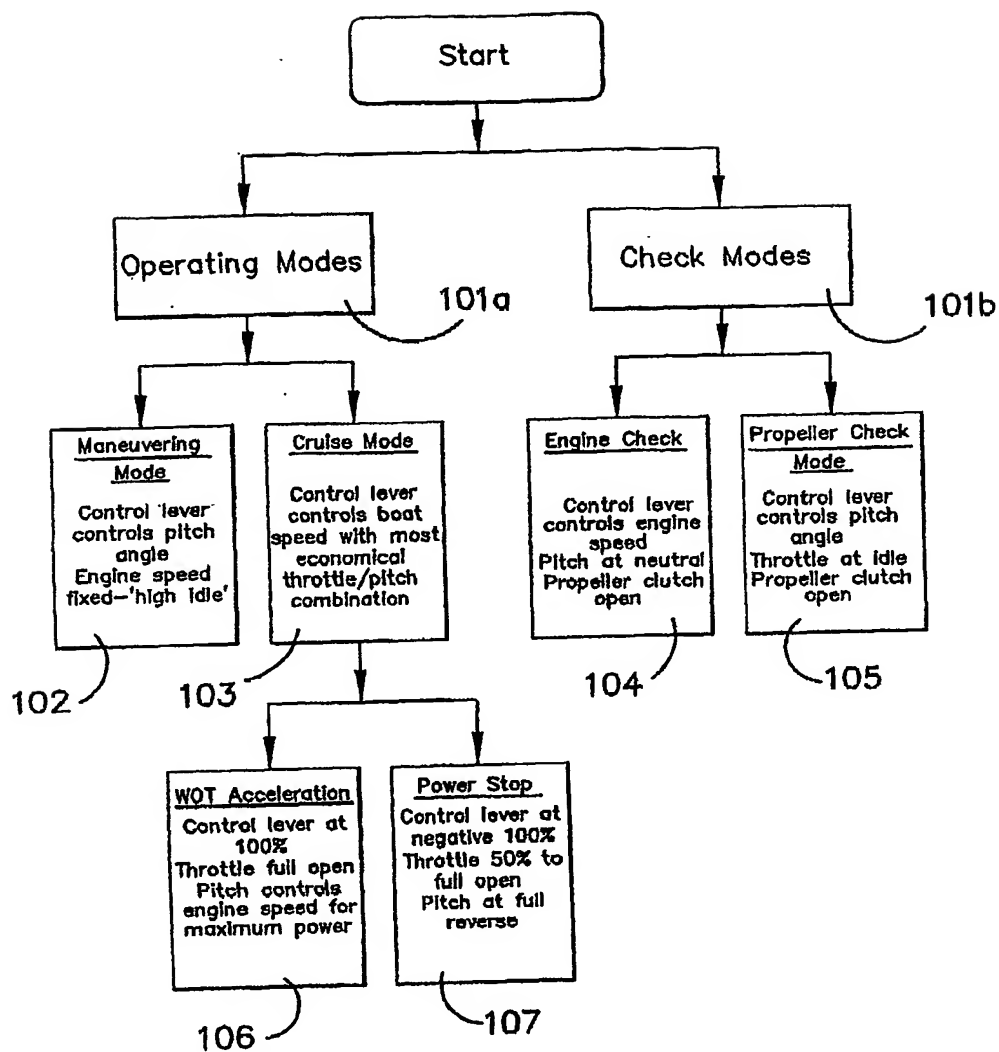 Start
Operating Modes
101a
Check Modes
101b
Maneuvering
Mode
Control lever
controls pitch
angle
Engine speed
fixed-'high idle'
102
Cruise Mode
Control lever
controls boat
speed with most
economical
throttle/pitch
combination
103
Engine Check
Control lever
controls engine
speed
Pitch at neutral
Propeller clutch
open
104
Propeller Check
Mode
Control lever
controls pitch
angle
Throttle at idle
Propeller clutch
open
105
WOT Acceleration
Control lever at
100%
Throttle full open
Pitch controls
engine speed for
maximum power
106
Power Stop
Control lever at
negative 100%
Throttle 50% to
full open
Pitch at full
reverse
107